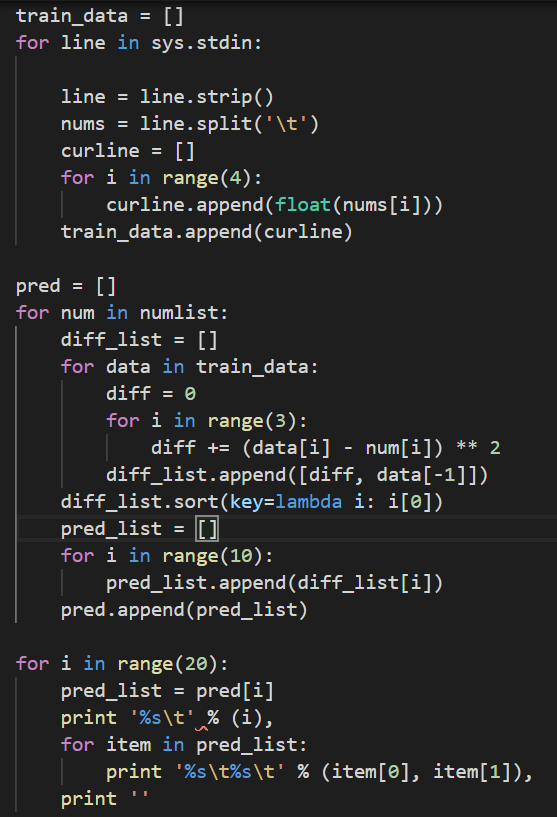 train_data = []
for line in sys.stdin:
    line = line.strip()
    nums = line.split('\t')
    curline = []
    for i in range(4):
        curline.append(float(nums[i]))
    train_data.append(curline)
pred = []
for num in numlist:
    diff_list = []
    for data in train_data:
        diff = 0
        for i in range(3):
            diff += (data[i] - num[i]) ** 2
        diff_list.append([diff, data[-1]])
    diff_list.sort(key=lambda i: i[0])
    pred_list = []
    for i in range(10):
        pred_list.append(diff_list[i])
    pred.append(pred_list)
for i in range(20):
    pred_list = pred[i]
    print '%s\t' % (i),
    for item in pred_list:
        print '%s\t%s\t' % (item[0], item[1]),
    print ''